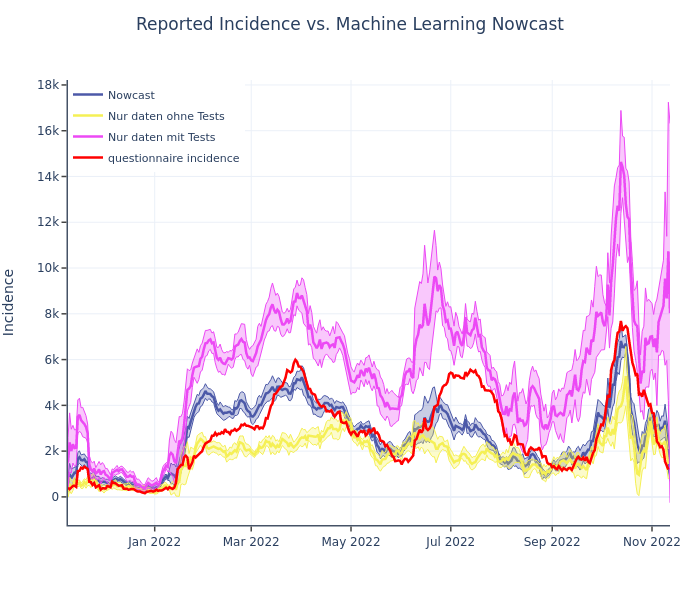 Reported Incidence vs. Machine Learning Nowcast
18k
16k
14k
12k
10k
8k
6k
4k
2k
0
Incidence
Nowcast
Nur daten ohne Tests
Nur daten mit Tests
questionnaire incidence
Jan 2022
Mar 2022
May 2022
Jul 2022
Sep 2022
Nov 2022